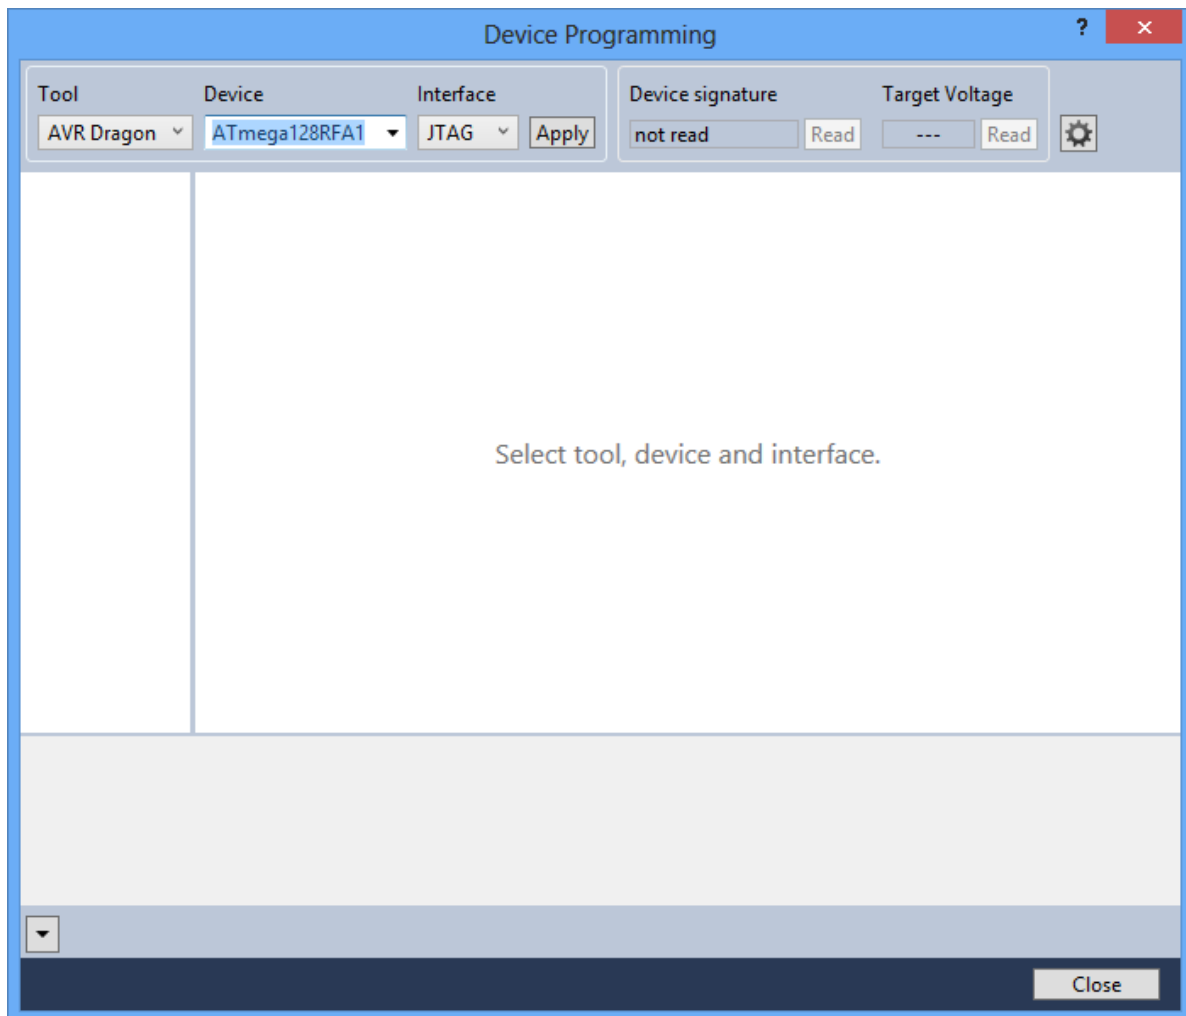 Device Programming
?
Tool Device Interface Device signature Target Voltage
AVR Dragon ATmega128RFA1 JTAG Apply not read Read --- Read
Select tool, device and interface.
Close